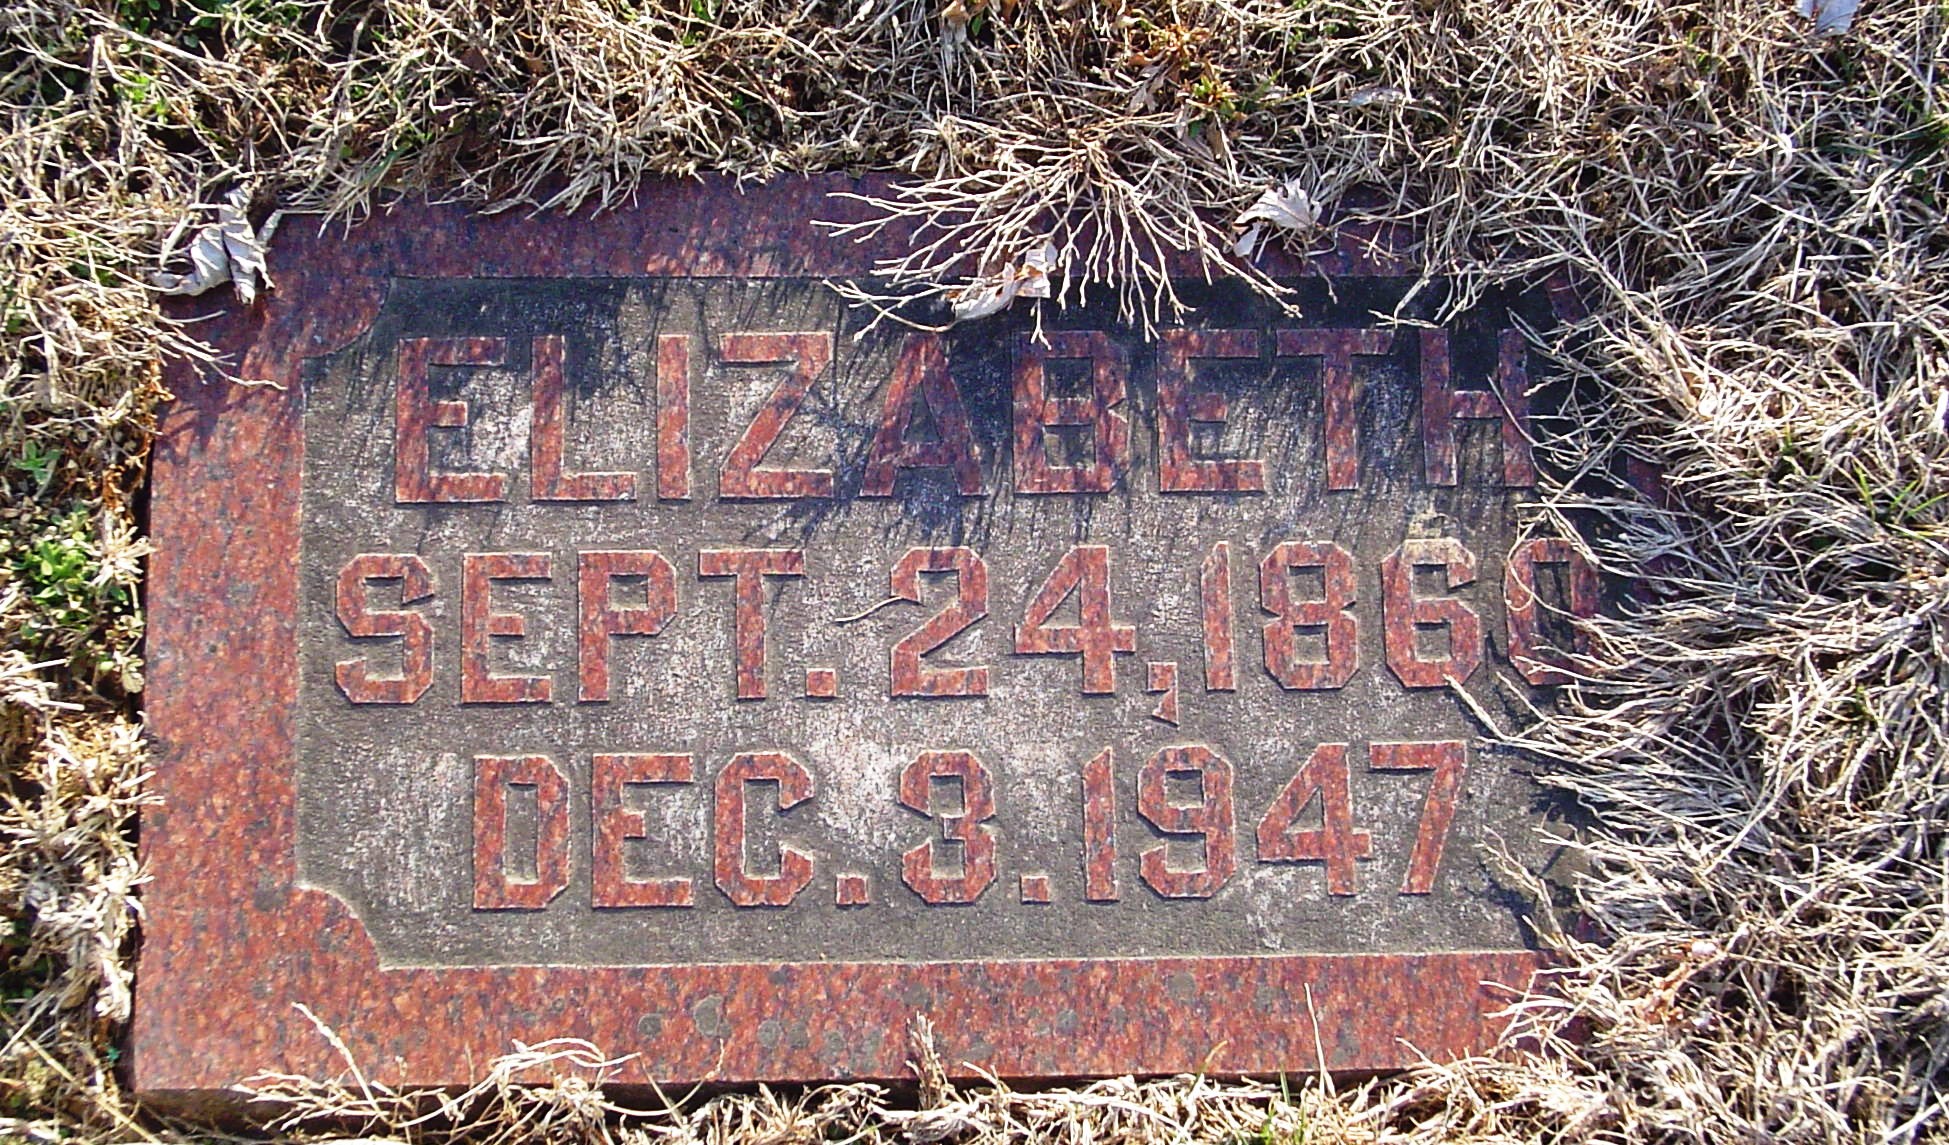 ELIZABETH
SEPT. 24, 1860
DEC. 3. 1947